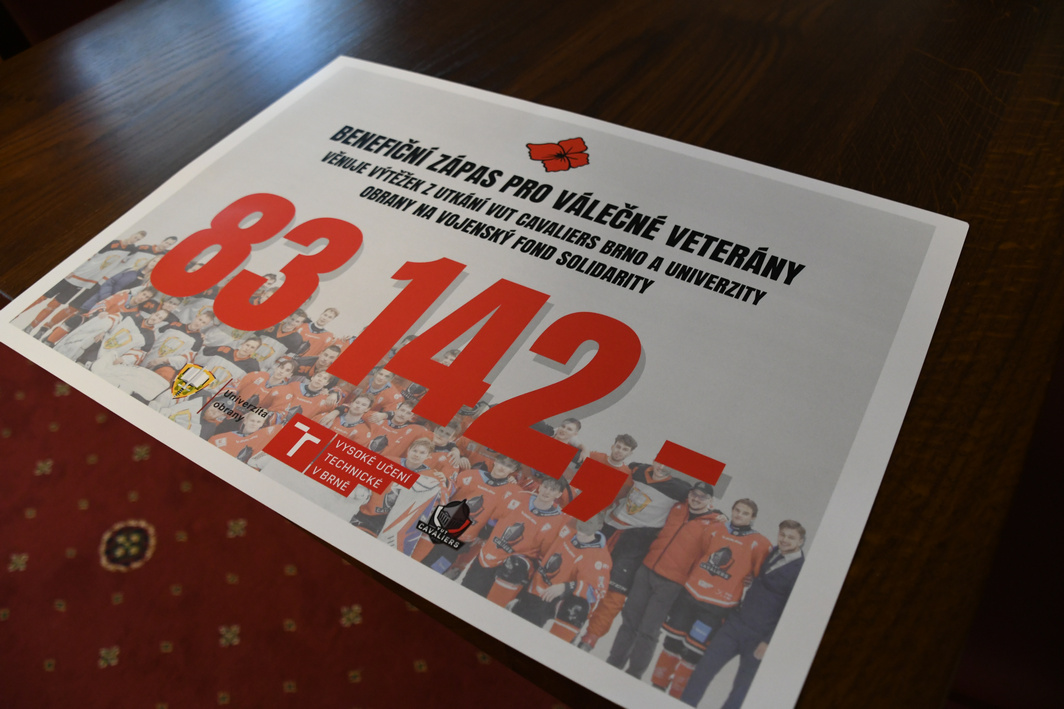 BENEFIČNÍ ZÁPAS PRO VÁLEČNÉ VETERÁNY
VĚNUJE VÝTĚŽEK Z UTKÁNÍ VUT CAVALIERS BRNO A UNIVERZITY
OBRANY NA VOJENSKÝ FOND SOLIDARITY
83 142,-
Univerzita
obrany
VYSOKÉ UČENÍ
TECHNICKÉ
V BRNĚ
CAVALIERS